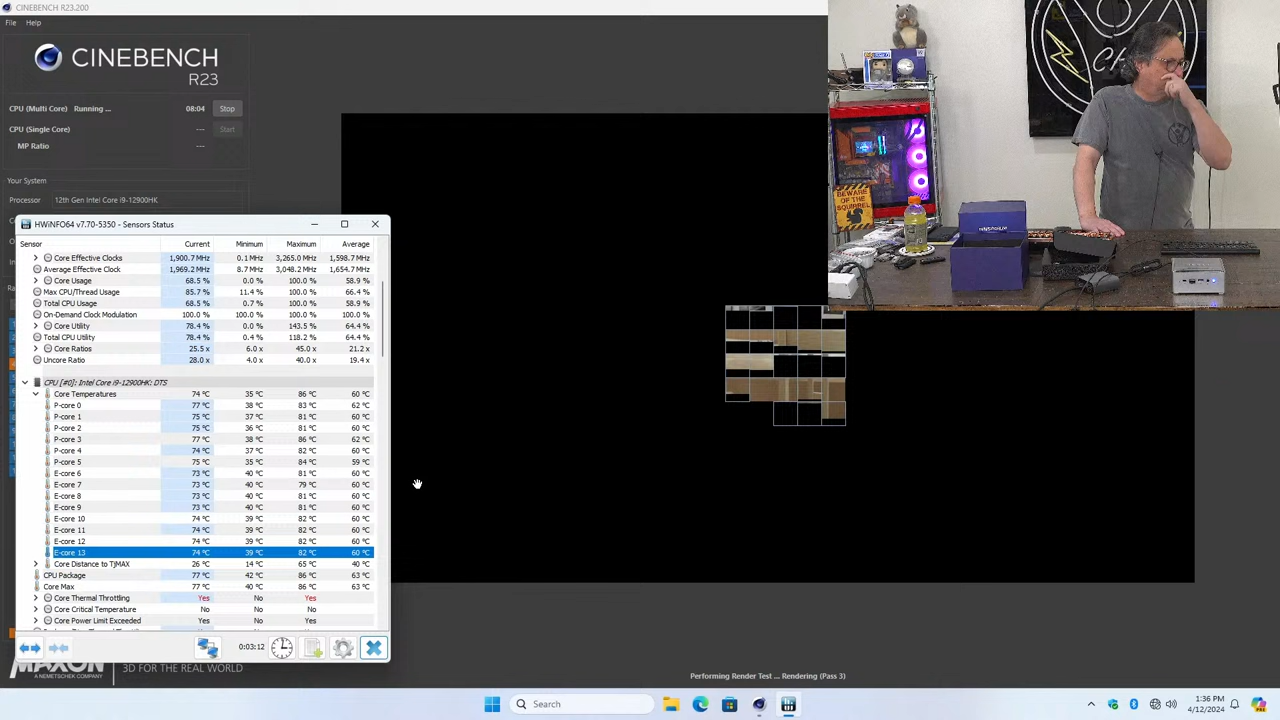 CINEBENCH R23.200
File Help
CINEBENCH
R23
CPU (Multi Core) Running ... 08:04 Stop
CPU (Single Core) --- Start
MP Ratio ---
Your System
Processor 12th Gen Intel Core i9-12900HK
HWiNFO64 v7.70-5350 - Sensors Status
Sensor Current Minimum Maximum Average
Core Effective Clocks 1,900.7 MHz 0.1 MHz 3,265.0 MHz 1,598.7 MHz
Average Effective Clock 1,969.2 MHz 8.7 MHz 3,048.2 MHz 1,654.7 MHz
Core Usage 68.5 % 0.0 % 100.0 % 58.9 %
Max CPU/Thread Usage 85.7 % 11.4 % 100.0 % 66.4 %
Total CPU Usage 68.5 % 0.7 % 100.0 % 58.9 %
On-Demand Clock Modulation 100.0 % 100.0 % 100.0 % 100.0 %
Core Utility 78.4 % 0.0 % 143.5 % 64.4 %
Total CPU Utility 78.4 % 0.4 % 118.2 % 64.4 %
Core Ratios 25.5 x 6.0 x 45.0 x 21.2 x
Uncore Ratio 28.0 x 4.0 x 40.0 x 19.4 x
CPU [#0]: Intel Core i9-12900HK: DTS
Core Temperatures 74 °C 35 °C 86 °C 60 °C
P-core 0 77 °C 38 °C 83 °C 62 °C
P-core 1 75 °C 37 °C 81 °C 60 °C
P-core 2 75 °C 36 °C 81 °C 60 °C
P-core 3 77 °C 38 °C 86 °C 62 °C
P-core 4 74 °C 37 °C 82 °C 60 °C
P-core 5 75 °C 35 °C 84 °C 59 °C
E-core 6 73 °C 40 °C 81 °C 60 °C
E-core 7 73 °C 40 °C 79 °C 60 °C
E-core 8 73 °C 40 °C 81 °C 60 °C
E-core 9 73 °C 40 °C 81 °C 60 °C
E-core 10 74 °C 39 °C 82 °C 60 °C
E-core 11 74 °C 39 °C 82 °C 60 °C
E-core 12 74 °C 39 °C 82 °C 60 °C
E-core 13 74 °C 39 °C 82 °C 60 °C
Core Distance to TjMAX 26 °C 14 °C 65 °C 40 °C
CPU Package 77 °C 42 °C 86 °C 63 °C
Core Max 77 °C 40 °C 86 °C 63 °C
Core Thermal Throttling Yes No Yes
Core Critical Temperature No No No
Core Power Limit Exceeded Yes No Yes
0:03:12
MAXON
A NEMETSCHEK COMPANY
3D FOR THE REAL WORLD
Performing Render Test ... Rendering (Pass 3)
BEWARE
OF THE
SQUIRREL
Search
1:36 PM
4/12/2024